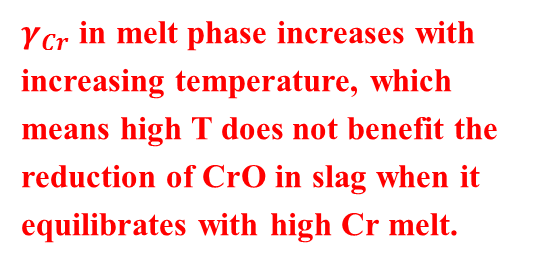 γCr in melt phase increases with
increasing temperature, which
means high T does not benefit the
reduction of CrO in slag when it
equilibrates with high Cr melt.